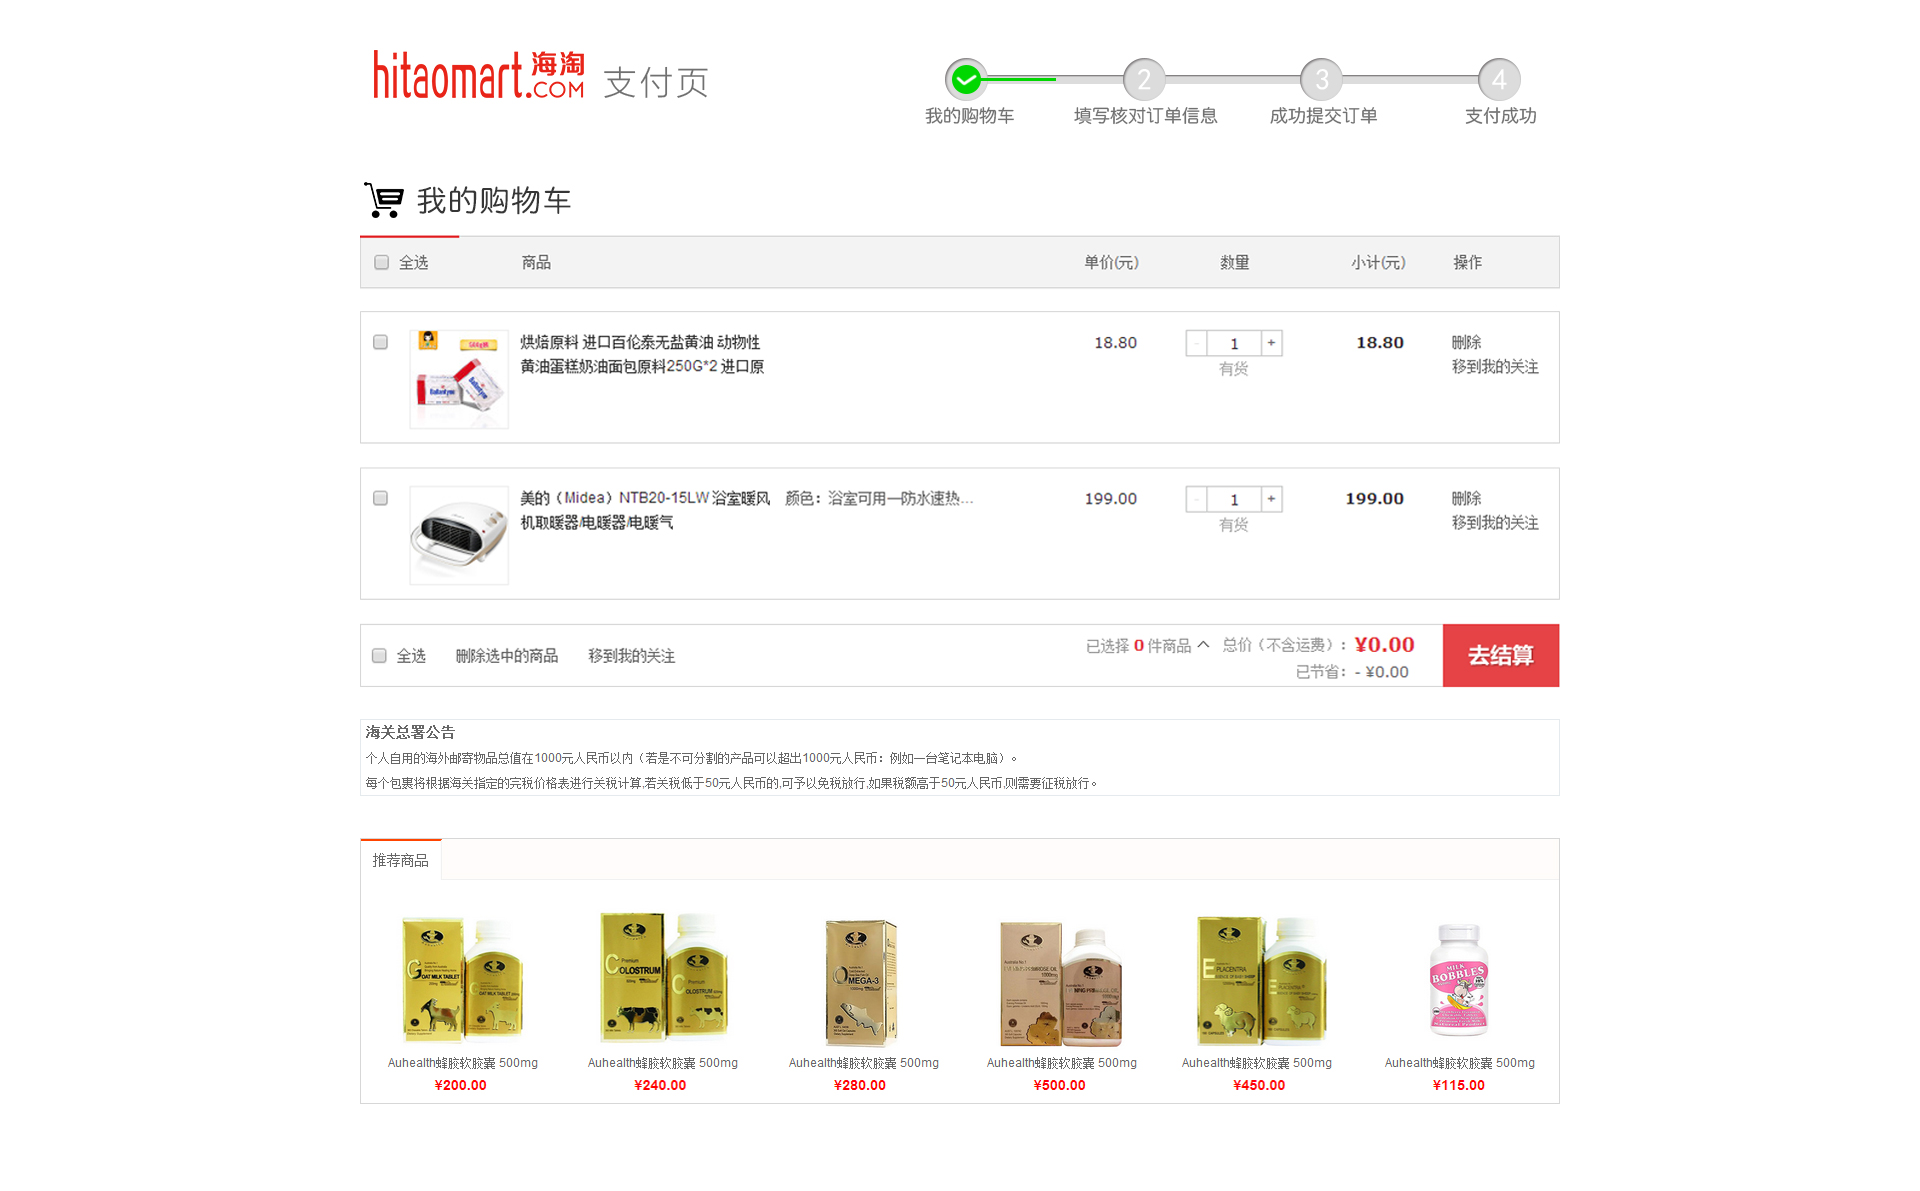 hitaomart.海淘COM 支付页
2 3 4
我的购物车 填写核对订单信息 成功提交订单 支付成功
我的购物车
全选 商品 单价(元) 数量 小计(元) 操作
烘焙原料 进口百伦泰无盐黄油 动物性 18.80 - 1 + 18.80 删除
黄油蛋糕奶油面包原料250G*2 进口原 有货 移到我的关注
美的（Midea）NTB20-15LW 浴室暖风 颜色：浴室可用—防水速热... 199.00 - 1 + 199.00 删除
机取暖器/电暖器/电暖气 有货 移到我的关注
全选 删除选中的商品 移到我的关注 已选择 0 件商品 总价（不含运费）： ¥0.00 去结算
已节省：- ¥0.00
海关总署公告
个人自用的海外邮寄物品总值在1000元人民币以内（若是不可分割的产品可以超出1000元人民币：例如一台笔记本电脑）。
每个包裹将根据海关指定的完税价格表进行关税计算,若关税低于50元人民币的,可予以免税放行,如果税额高于50元人民币,则需要征税放行。
推荐商品
GOAT MILK TABLET
Premium
COLOSTRUM
OMEGA-3
PLACENTA
MILK
BOBBLES
Auhealth蜂胶软胶囊 500mg Auhealth蜂胶软胶囊 500mg Auhealth蜂胶软胶囊 500mg Auhealth蜂胶软胶囊 500mg Auhealth蜂胶软胶囊 500mg Auhealth蜂胶软胶囊 500mg
¥200.00 ¥240.00 ¥280.00 ¥500.00 ¥450.00 ¥115.00